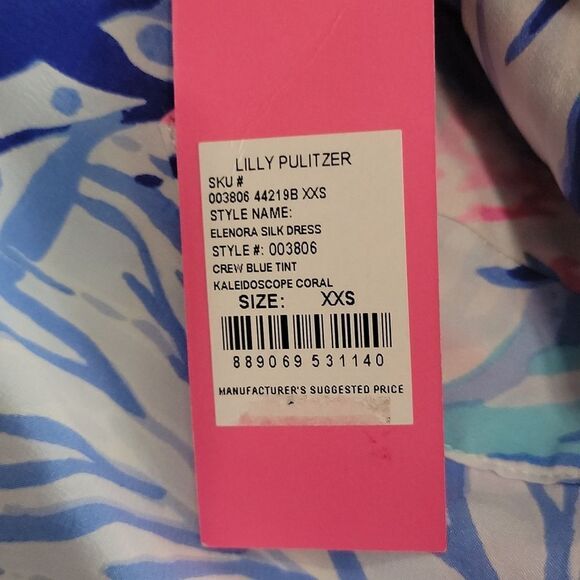 LILLY PULITZER
SKU #
003806 44219B XXS
STYLE NAME:
ELENORA SILK DRESS
STYLE #: 003806
CREW BLUE TINT
KALEIDOSCOPE CORAL
SIZE: XXS
889069 531140
MANUFACTURER'S SUGGESTED PRICE